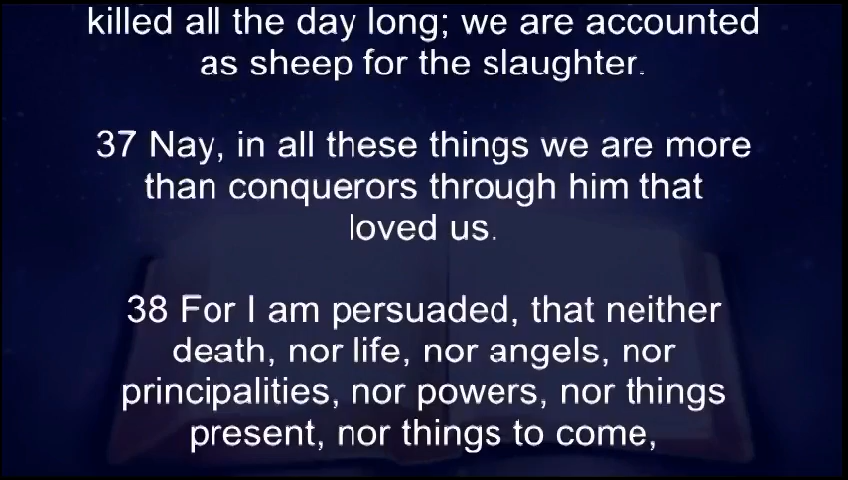 killed all the day long; we are accounted
as sheep for the slaughter.
37 Nay, in all these things we are more
than conquerors through him that
loved us.
38 For I am persuaded, that neither
death, nor life, nor angels, nor
principalities, nor powers, nor things
present, nor things to come,